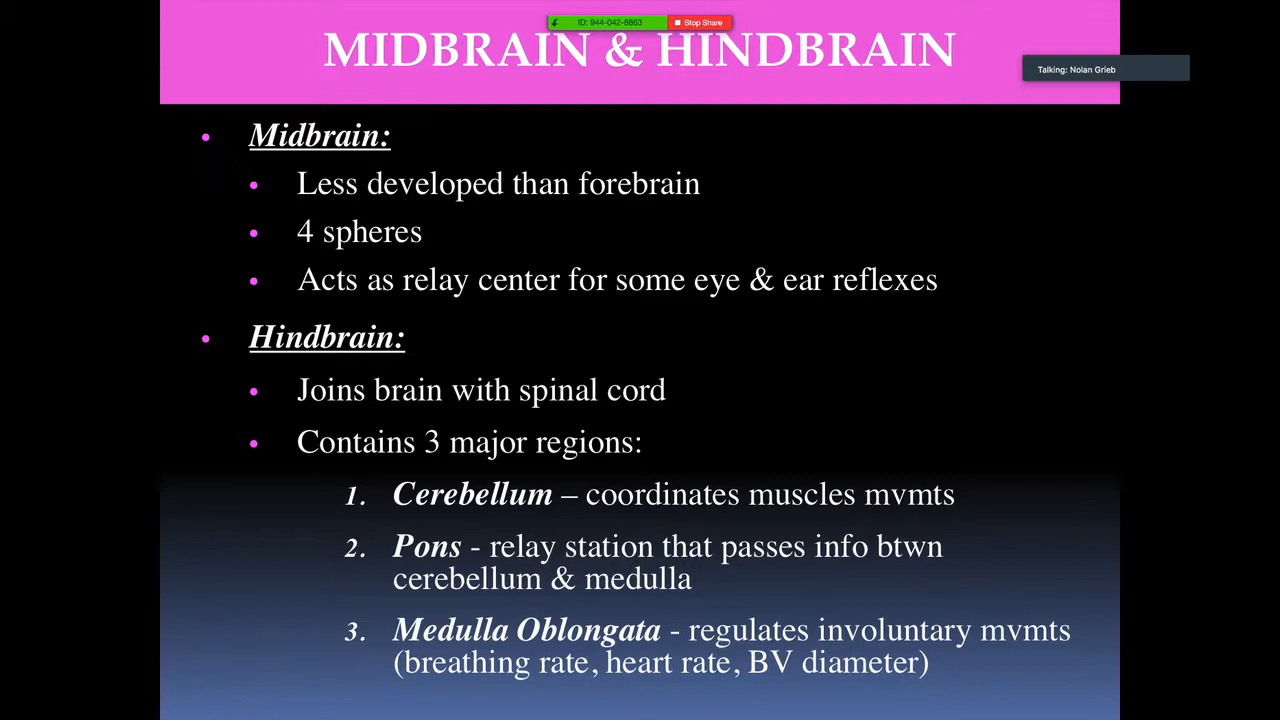 ID: 944-042-8863
Stop Share
MIDBRAIN & HINDBRAIN
Talking: Nolan Grieb
• Midbrain:
• Less developed than forebrain
• 4 spheres
• Acts as relay center for some eye & ear reflexes
• Hindbrain:
• Joins brain with spinal cord
• Contains 3 major regions:
1. Cerebellum – coordinates muscles mvmts
2. Pons - relay station that passes info btwn
cerebellum & medulla
3. Medulla Oblongata - regulates involuntary mvmts
(breathing rate, heart rate, BV diameter)